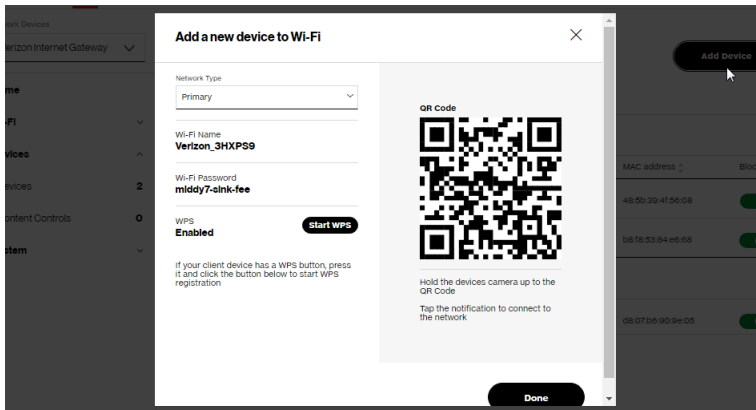 Verizon Internet Gateway
Add a new device to Wi-Fi
Add Device
Network Type
Primary
Wi-Fi Name
Verizon_3HXPS9
Wi-Fi Password
middy7-sink-fee
WPS
Enabled
Start WPS
If your client device has a WPS button, press
it and click the button below to start WPS
registration
QR Code
Hold the devices camera up to the
QR Code
Tap the notification to connect to
the network
Done
2
ontent Controls
0
MAC address
Bloc
48:5b:39:4f:56:08
b8:f8:53:84:e6:68
d8:07:b6:90:9e:05